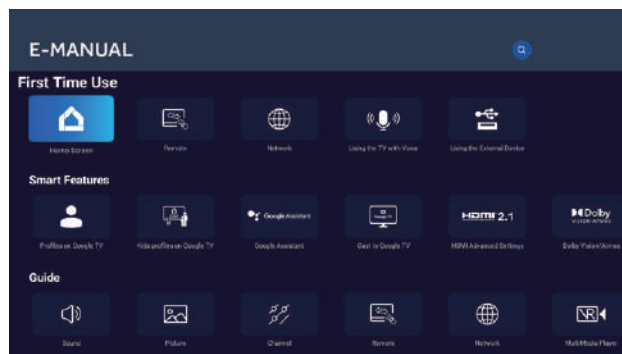 E-MANUAL
First Time Use
Home Screen
Remote
Network
Using the TV with Voice
Using the External Device
Smart Features
Google Assistant
HDMI 2.1
Dolby
VISION·ATMOS
Profiles on Google TV
Kids profiles on Google TV
Google Assistant
Cast in Google TV
HDMI Advanced Settings
Dolby Vision/Atmos
Guide
Sound
Picture
Channel
Remote
Network
MultiMedia Player